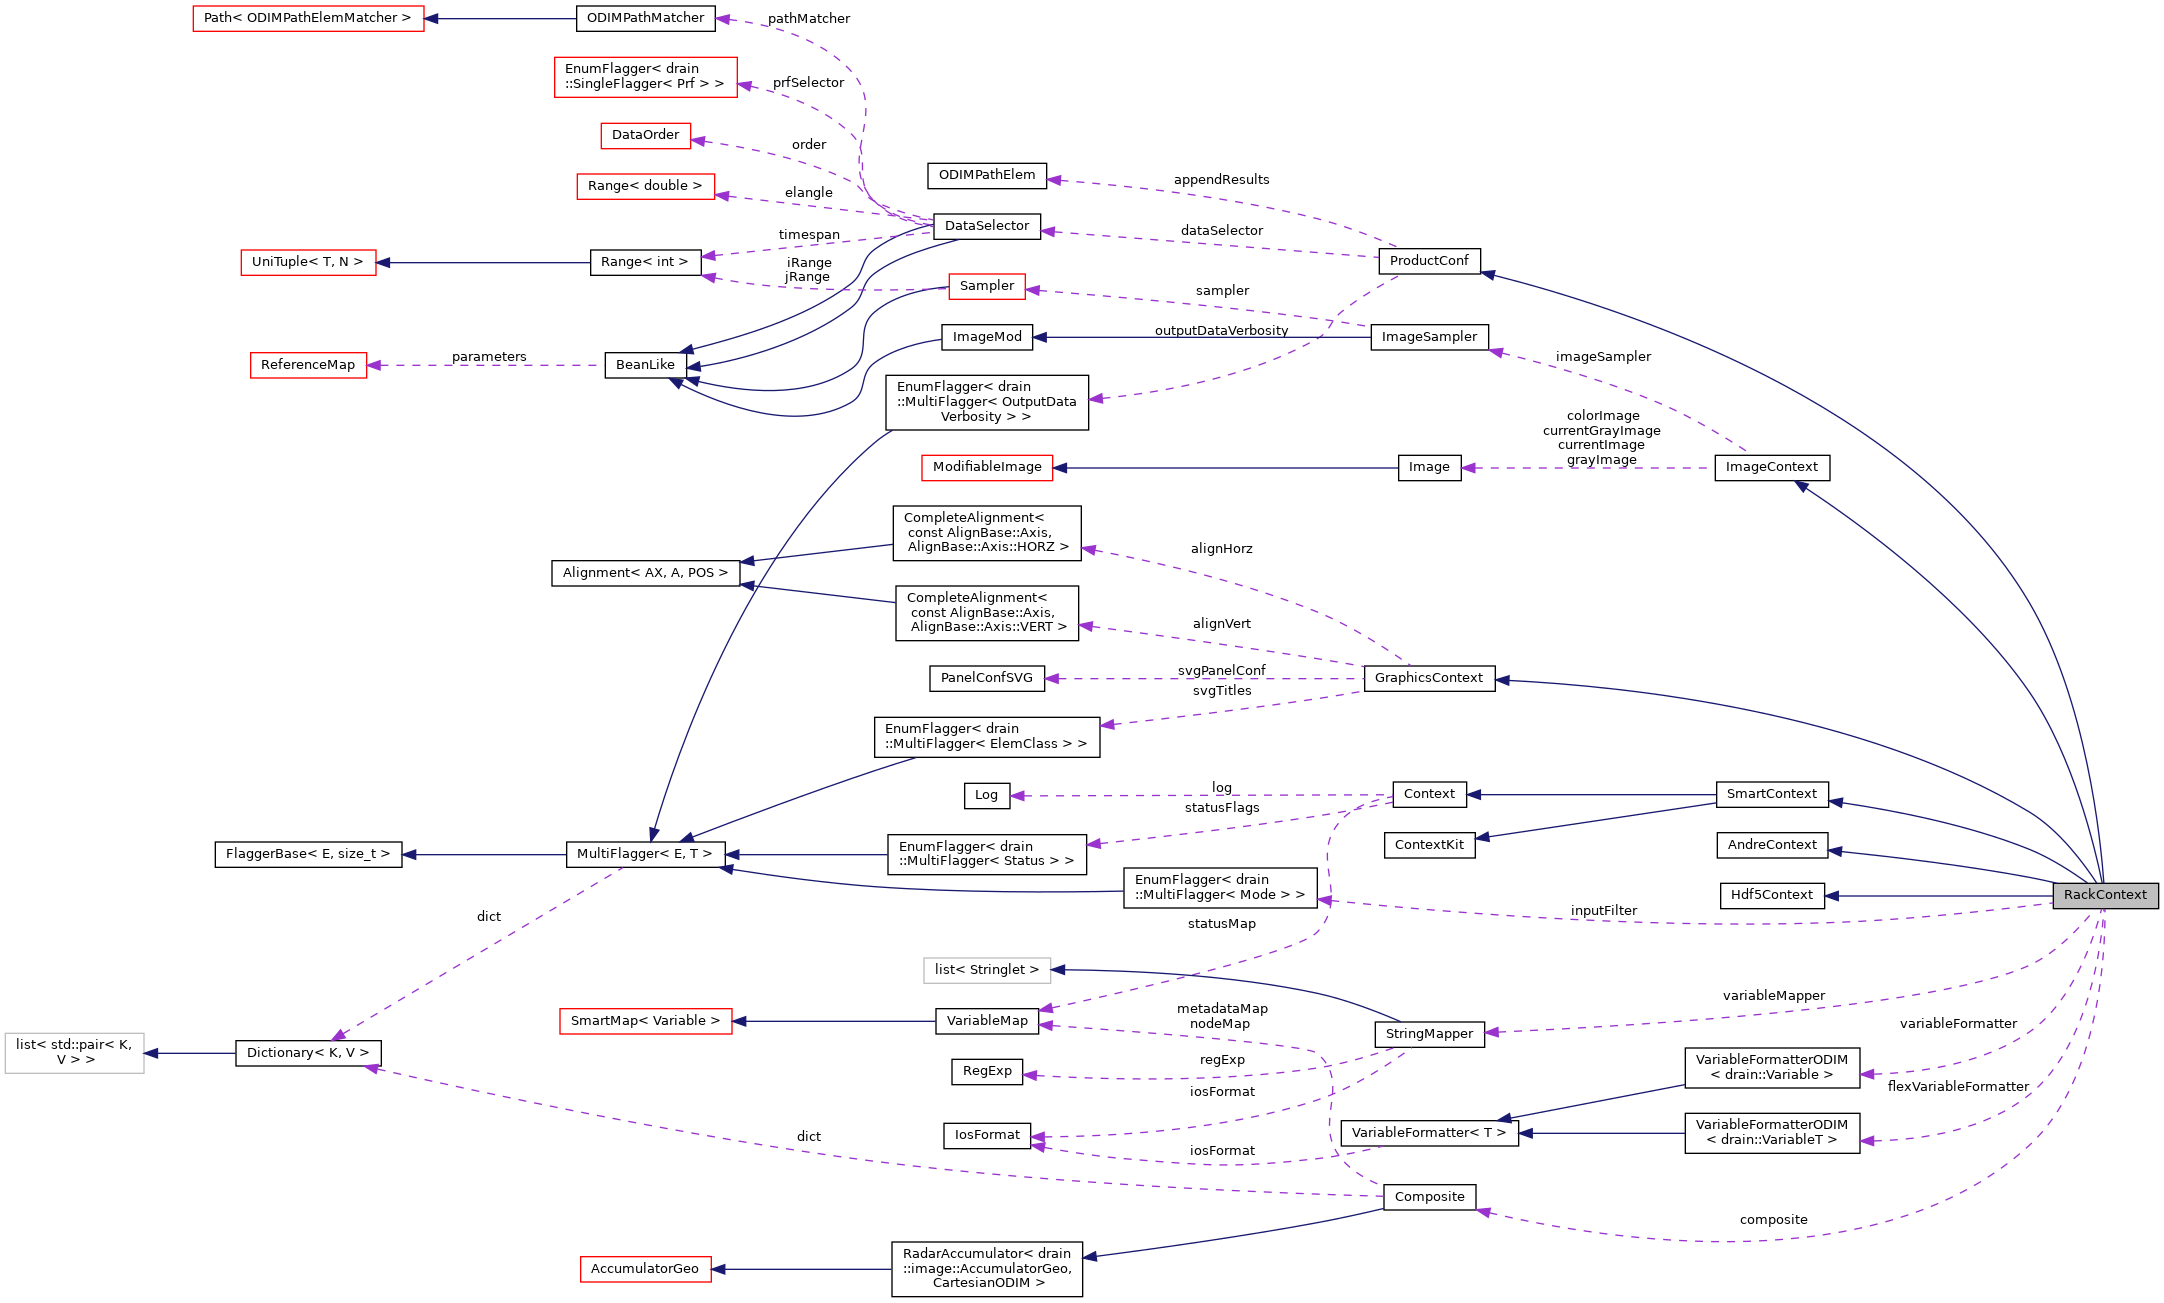 Path< ODIMPathElemMatcher >
ODIMPathMatcher
pathMatcher
EnumFlagger< drain
::SingleFlagger< Prf > >
prfSelector
DataOrder
order
ODIMPathElem
appendResults
Range< double >
elangle
DataSelector
dataSelector
timespan
UniTuple< T, N >
Range< int >
iRange
jRange
ProductConf
Sampler
sampler
ImageMod
outputDataVerbosity
ImageSampler
imageSampler
ReferenceMap
parameters
BeanLike
EnumFlagger< drain
::MultiFlagger< OutputData
Verbosity > >
colorImage
currentGrayImage
currentImage
grayImage
ModifiableImage
Image
ImageContext
CompleteAlignment<
const AlignBase::Axis,
AlignBase::Axis::HORZ >
alignHorz
Alignment< AX, A, POS >
CompleteAlignment<
const AlignBase::Axis,
AlignBase::Axis::VERT >
alignVert
PanelConfSVG
svgPanelConf
GraphicsContext
svgTitles
EnumFlagger< drain
::MultiFlagger< ElemClass > >
Log
log
Context
SmartContext
statusFlags
FlaggerBase< E, size_t >
MultiFlagger< E, T >
EnumFlagger< drain
::MultiFlagger< Status > >
ContextKit
AndreContext
EnumFlagger< drain
::MultiFlagger< Mode > >
Hdf5Context
RackContext
inputFilter
dict
statusMap
list< Stringlet >
variableMapper
SmartMap< Variable >
VariableMap
metadataMap
nodeMap
StringMapper
variableFormatter
list< std::pair< K,
V > >
Dictionary< K, V >
RegExp
regExp
VariableFormatterODIM
< drain::Variable >
iosFormat
flexVariableFormatter
IosFormat
VariableFormatter< T >
VariableFormatterODIM
< drain::VariableT >
dict
iosFormat
Composite
composite
AccumulatorGeo
RadarAccumulator< drain
::image::AccumulatorGeo,
CartesianODIM >